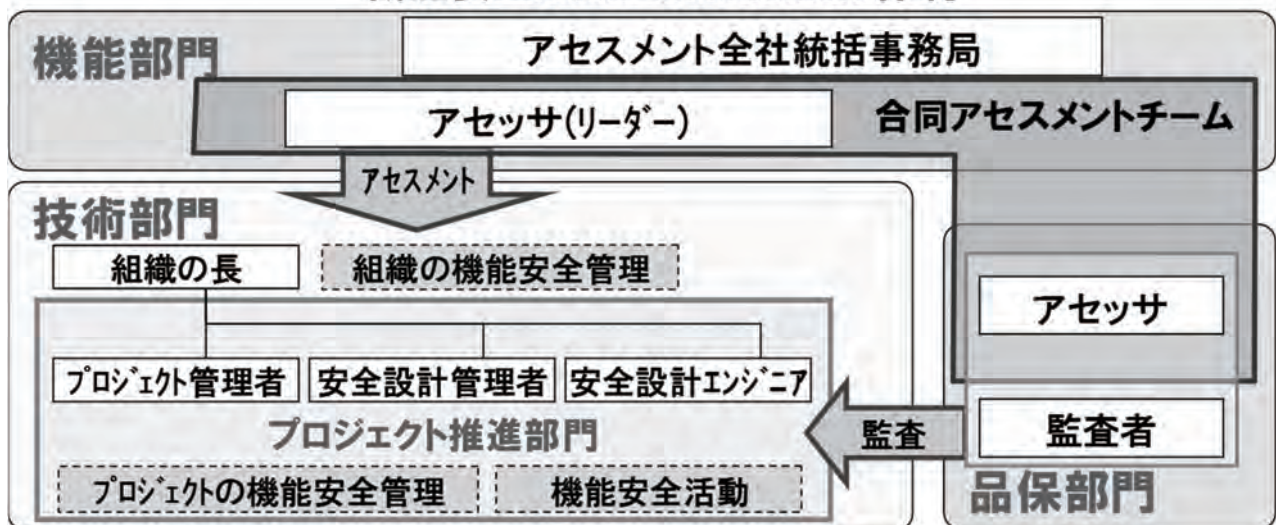 機能部門
アセスメント全社統括事務局
アセッサ(リーダー)
合同アセスメントチーム
アセスメント
技術部門
組織の長
組織の機能安全管理
アセッサ
プロジェクト管理者
安全設計管理者
安全設計エンジニア
プロジェクト推進部門
監査
監査者
プロジェクトの機能安全管理
機能安全活動
品保部門